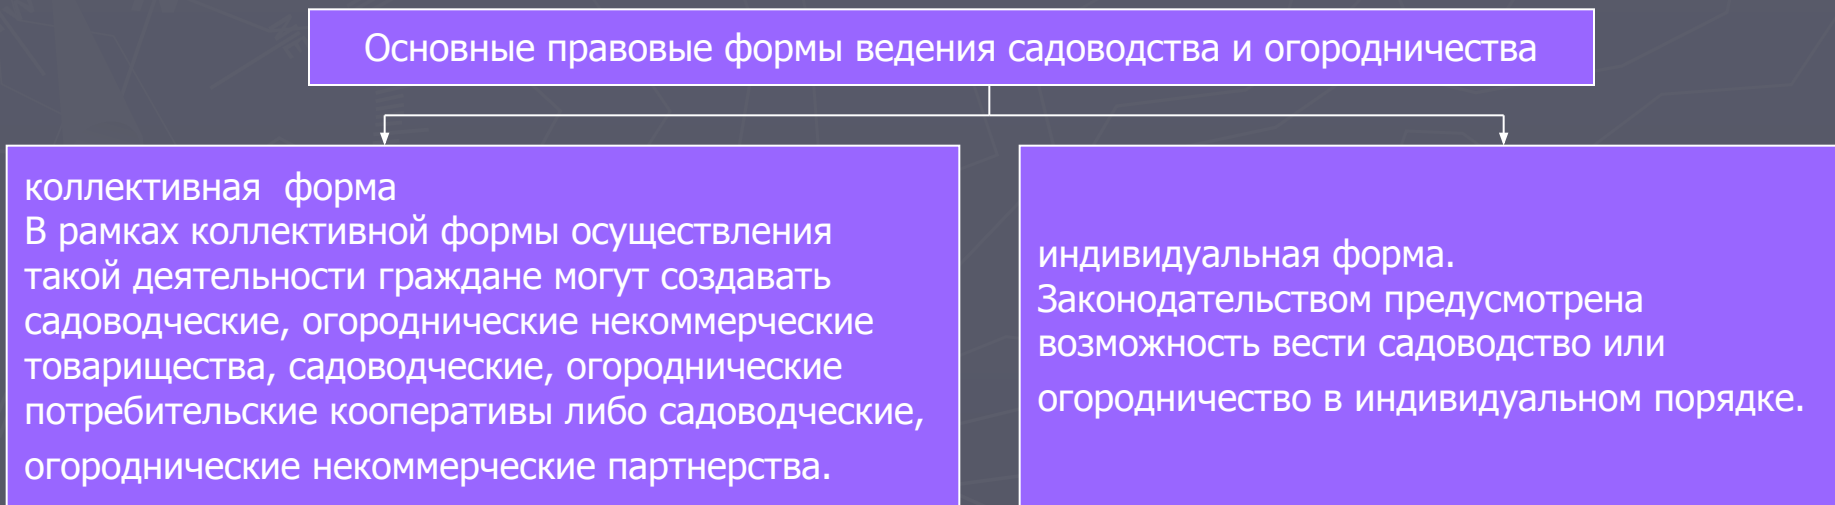 Основные правовые формы ведения садоводства и огородничества
коллективная форма
В рамках коллективной формы осуществления
такой деятельности граждане могут создавать
садоводческие, огороднические некоммерческие
товарищества, садоводческие, огороднические
потребительские кооперативы либо садоводческие,
огороднические некоммерческие партнерства.
индивидуальная форма.
Законодательством предусмотрена
возможность вести садоводство или
огородничество в индивидуальном порядке.